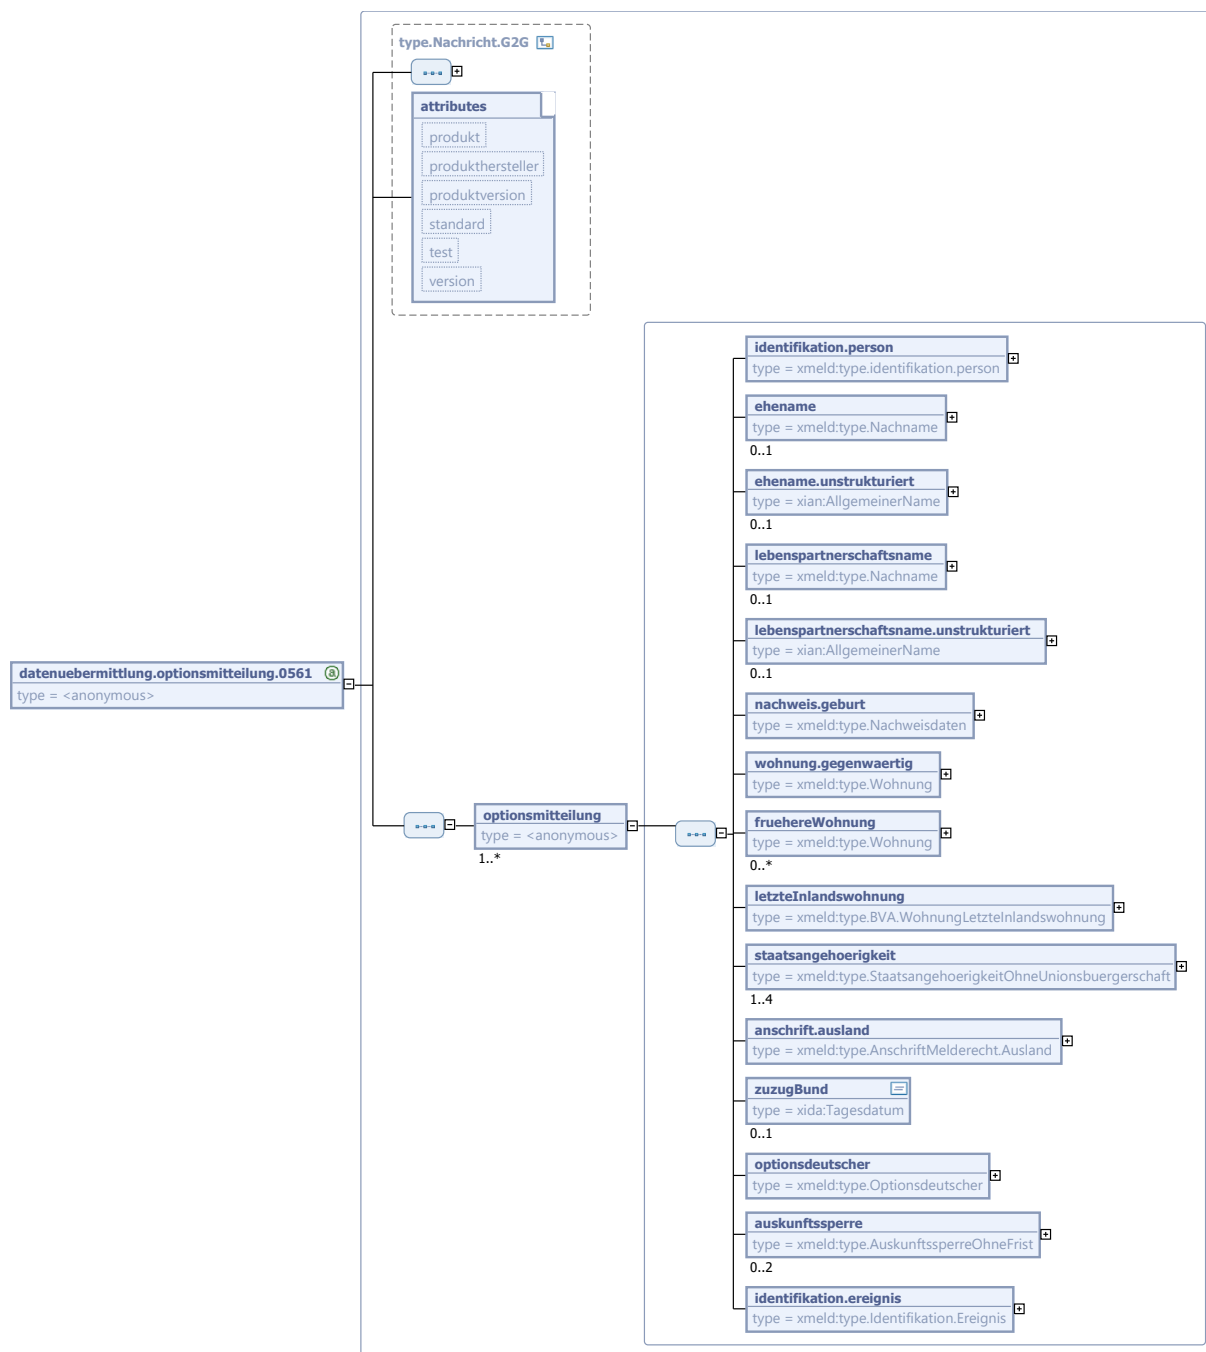 type.Nachricht.G2G
attributes
produkt
produkthersteller
produktversion
standard
test
version
datenuebermittlung.optionsmitteilung.0561
type = <anonymous>
optionsmitteilung
type = <anonymous>
1..*
identifikation.person
type = xmeld:type.identifikation.person
ehename
type = xmeld:type.Nachname
0..1
ehename.unstrukturiert
type = xian:AllgemeinerName
0..1
lebenspartnerschaftsname
type = xmeld:type.Nachname
0..1
lebenspartnerschaftsname.unstrukturiert
type = xian:AllgemeinerName
0..1
nachweis.geburt
type = xmeld:type.Nachweisdaten
wohnung.gegenwaertig
type = xmeld:type.Wohnung
fruehereWohnung
type = xmeld:type.Wohnung
0..*
letzteInlandswohnung
type = xmeld:type.BVA.WohnungLetzteInlandswohnung
staatsangehoerigkeit
type = xmeld:type.StaatsangehoerigkeitOhneUnionsbuergerschaft
1..4
anschrift.ausland
type = xmeld:type.AnschriftMelderecht.Ausland
zuzugBund
type = xida:Tagesdatum
0..1
optionsdeutscher
type = xmeld:type.Optionsdeutscher
auskunftssperre
type = xmeld:type.AuskunftssperreOhneFrist
0..2
identifikation.ereignis
type = xmeld:type.Identifikation.Ereignis